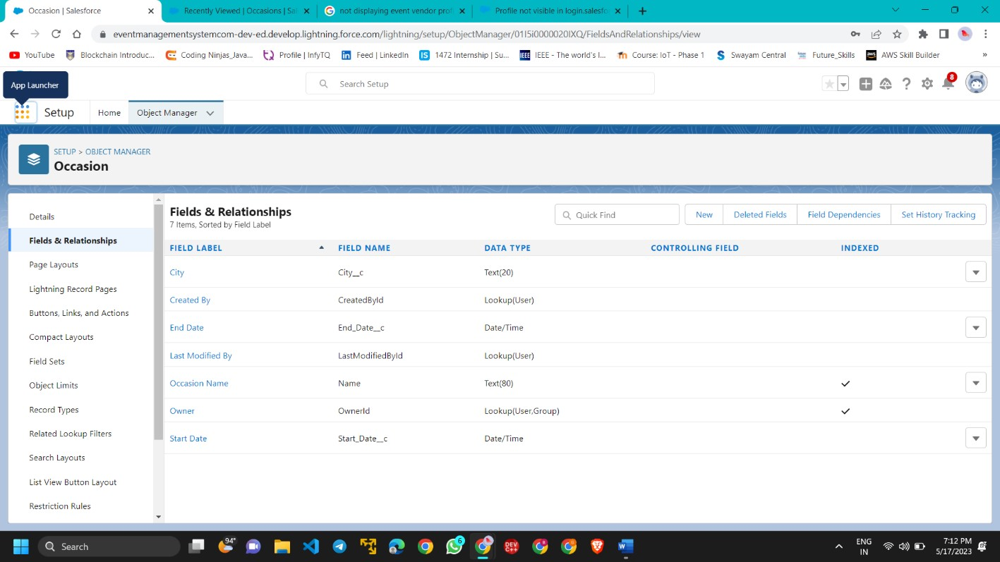 Occasion | Salesforce
Recently Viewed | Occasions | Sal
not displaying event vendor prof
Profile not visible in login.salesfor
eventmanagementsystemcom-dev-ed.develop.lightning.force.com/lightning/setup/ObjectManager/01I5i0000020IXQ/FieldsAndRelationships/view
YouTube Blockchain Introduc... Coding Ninjas_Java... Profile | InfyTQ Feed | LinkedIn 1472 Internship | Su... IEEE - The world's l... Course: IoT - Phase 1 Swayam Central Future_Skills AWS Skill Builder »
App Launcher
Search Setup
8
Setup Home Object Manager
SETUP > OBJECT MANAGER
Occasion
Details
Fields & Relationships
Page Layouts
Lightning Record Pages
Buttons, Links, and Actions
Compact Layouts
Field Sets
Object Limits
Record Types
Related Lookup Filters
Search Layouts
List View Button Layout
Restriction Rules
Fields & Relationships
7 Items, Sorted by Field Label
Quick Find New Deleted Fields Field Dependencies Set History Tracking
FIELD LABEL FIELD NAME DATA TYPE CONTROLLING FIELD INDEXED
City City__c Text(20)
Created By CreatedById Lookup(User)
End Date End_Date__c Date/Time
Last Modified By LastModifiedById Lookup(User)
Occasion Name Name Text(80)
Owner OwnerId Lookup(User,Group)
Start Date Start_Date__c Date/Time
Search
94°
6
DEV C++
ENG
IN
7:12 PM
5/17/2023